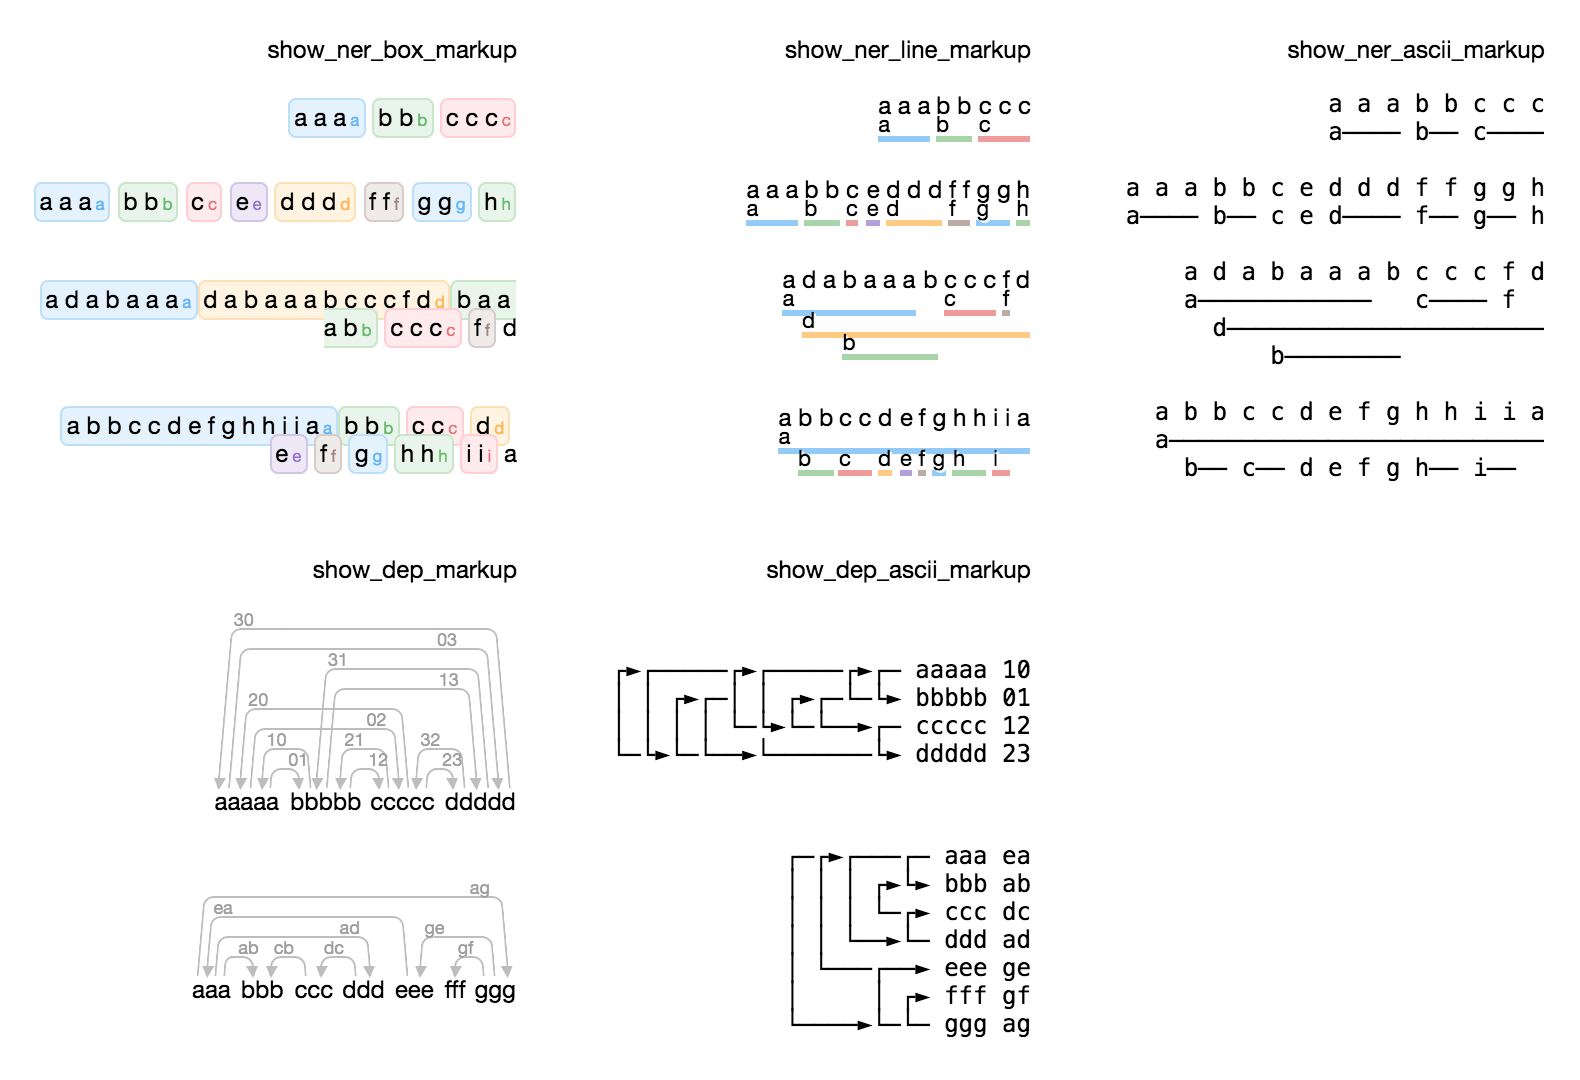 show_ner_box_markup
a a a a b b b c c c c
a a a a b b b c c e e d d d d f f f g g g h h
a d a b a a a a d a b a a a b c c c f d d b a a
a b b c c c c f f d
a b b c c d e f g h h i i a a b b b c c c d d
e e f f g g h h h i i i a
show_ner_line_markup
a a a b b c c c
a b c
a a a b b c e d d d f f g g h
a b c e d f g h
a d a b a a a b c c c f d
a c f
d
b
a b b c c d e f g h h i i a
a
b c d e f g h i
show_ner_ascii_markup
a a a b b c c c
a b c
a a a b b c e d d d f f g g h
a b c e d f g h
a d a b a a a b c c c f d
a c f
d
b
a b b c c d e f g h h i i a
a
b c d e f g h i
show_dep_markup
30
03
31
13
20
02
10 21 32
01 12 23
aaaaa bbbbb ccccc ddddd
ag
ea
ad ge
ab cb dc gf
aaa bbb ccc ddd eee fff ggg
show_dep_ascii_markup
aaaaa 10
bbbbb 01
ccccc 12
ddddd 23
aaa ea
bbb ab
ccc dc
ddd ad
eee ge
fff gf
ggg ag